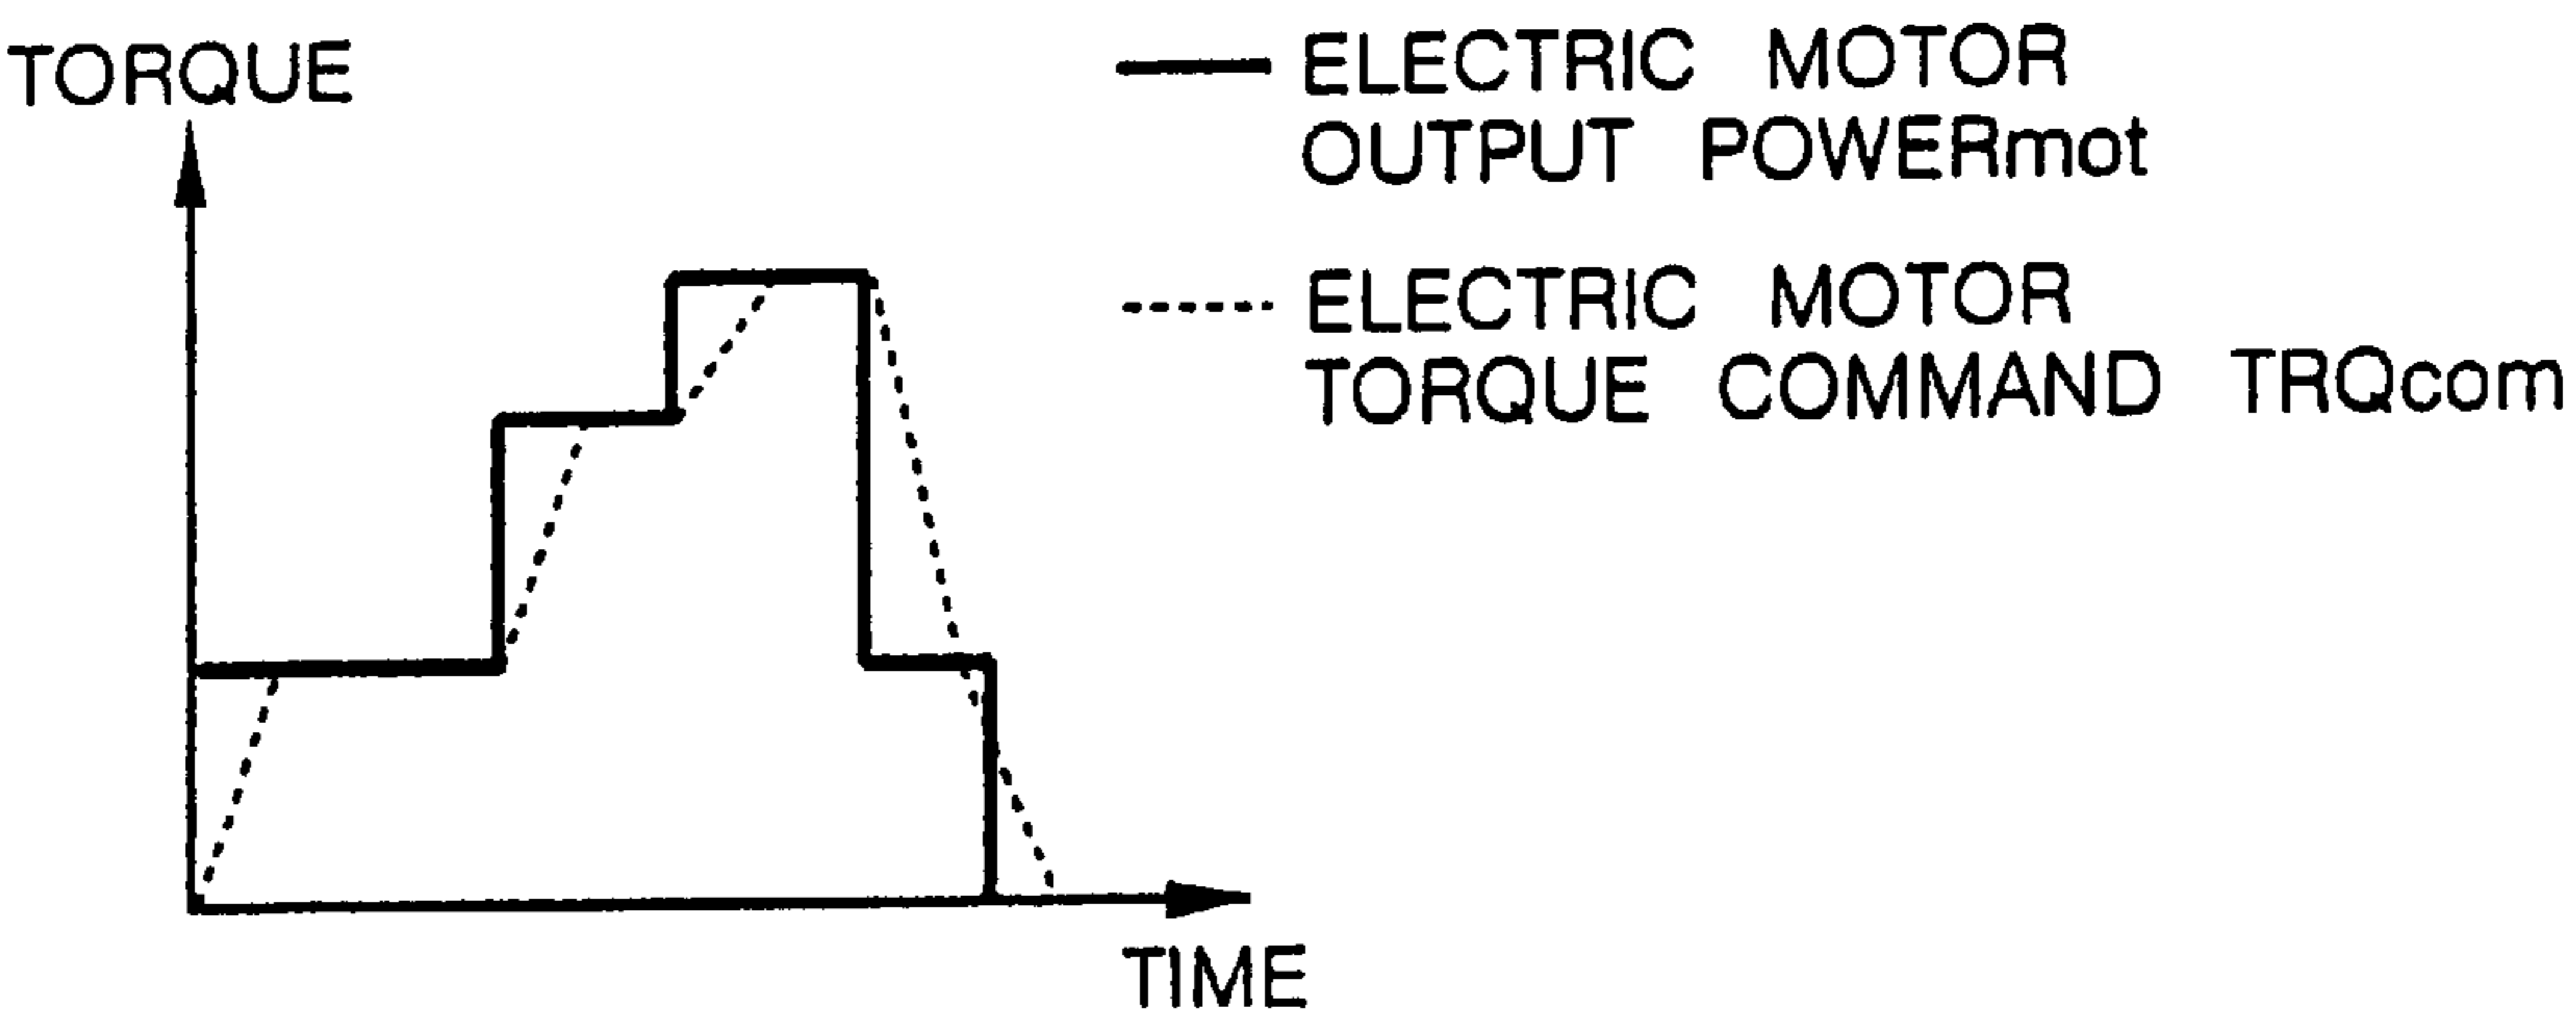 TORQUE
ELECTRIC MOTOR
OUTPUT POWERmot
ELECTRIC MOTOR
TORQUE COMMAND TRQcom
TIME